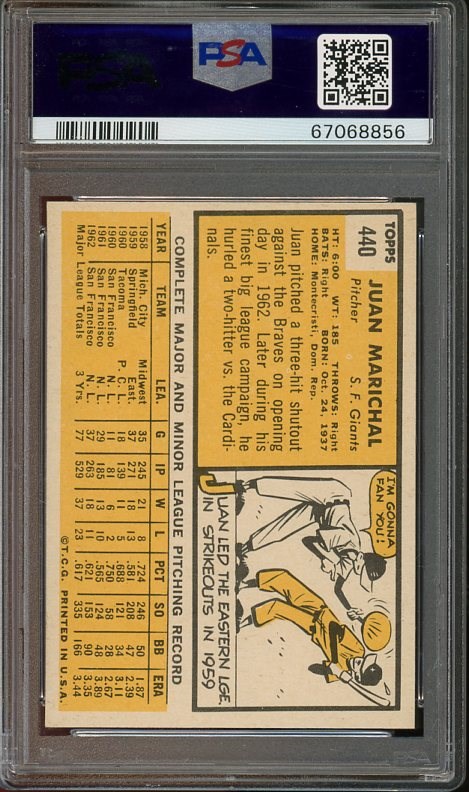 PSA
67068856
TOPPS
440
JUAN MARICHAL
Pitcher S. F. Giants
HT: 6:00 WT: 185 THROWS: Right
BATS: Right BORN: Oct. 24, 1937
HOME: Montecristi, Dom. Rep.
Juan pitched a three-hit shutout
against the Braves on opening
day in 1962. Later during his
finest big league campaign, he
hurled a two-hitter vs. the Cardi-
nals.
I'M GONNA
FAN YOU!
JUAN LED THE EASTERN LGE.
IN STRIKEOUTS IN 1959
COMPLETE MAJOR AND MINOR LEAGUE PITCHING RECORD
YEAR TEAM LEA. G IP W L PCT SO BB ERA
1958 Mich. City Midwest 35 245 21 8 .724 246 50 1.87
1959 Springfield East. 37 271 18 13 .581 208 47 2.39
1960 Tacoma P. C. L. 18 139 11 5 .688 121 34 3.11
1960 San Francisco N. L. 11 81 6 2 .750 58 28 2.67
1961 San Francisco N. L. 29 185 13 10 .565 124 48 3.89
1962 San Francisco N. L. 37 263 18 11 .621 153 90 3.35
Major League Totals 3 Yrs. 77 529 37 23 .617 335 166 3.44
©T.C.G. PRINTED IN U.S.A.